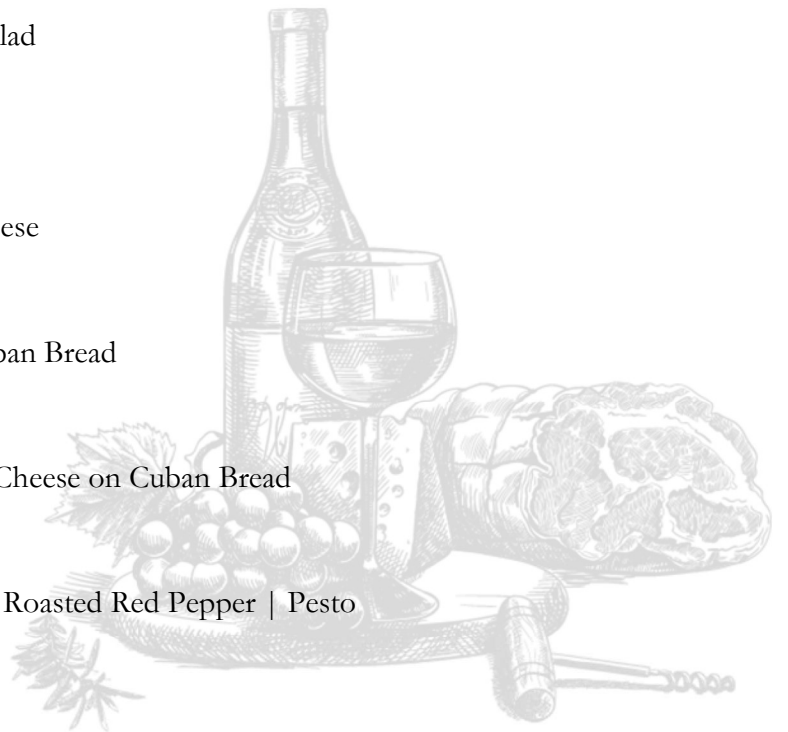 lad
ese
ban Bread
Cheese on Cuban Bread
Roasted Red Pepper | Pesto